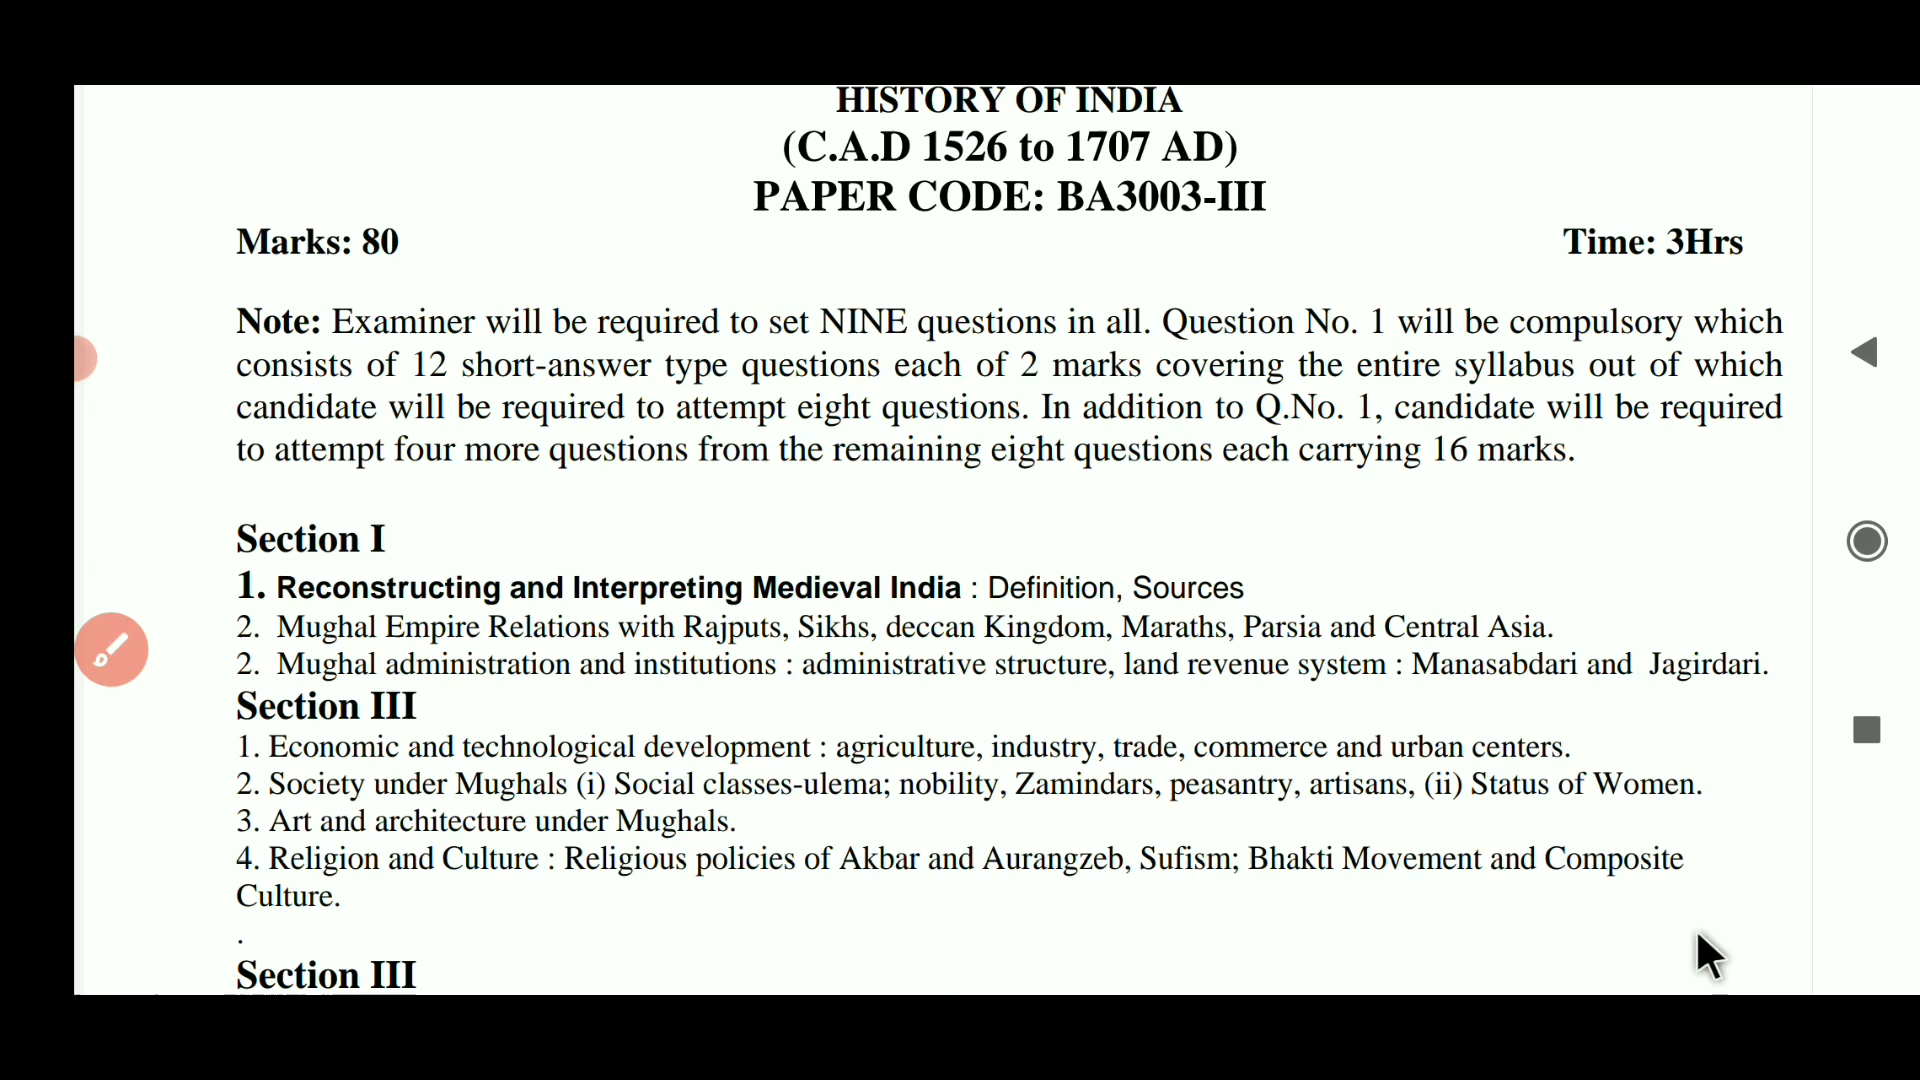 HISTORY OF INDIA
(C.A.D 1526 to 1707 AD)
PAPER CODE: BA3003-III
Marks: 80 Time: 3Hrs
Note: Examiner will be required to set NINE questions in all. Question No. 1 will be compulsory which
consists of 12 short-answer type questions each of 2 marks covering the entire syllabus out of which
candidate will be required to attempt eight questions. In addition to Q.No. 1, candidate will be required
to attempt four more questions from the remaining eight questions each carrying 16 marks.
Section I
1. Reconstructing and Interpreting Medieval India : Definition, Sources
2. Mughal Empire Relations with Rajputs, Sikhs, deccan Kingdom, Maraths, Parsia and Central Asia.
2. Mughal administration and institutions : administrative structure, land revenue system : Manasabdari and Jagirdari.
Section III
1. Economic and technological development : agriculture, industry, trade, commerce and urban centers.
2. Society under Mughals (i) Social classes-ulema; nobility, Zamindars, peasantry, artisans, (ii) Status of Women.
3. Art and architecture under Mughals.
4. Religion and Culture : Religious policies of Akbar and Aurangzeb, Sufism; Bhakti Movement and Composite
Culture.
.
Section III